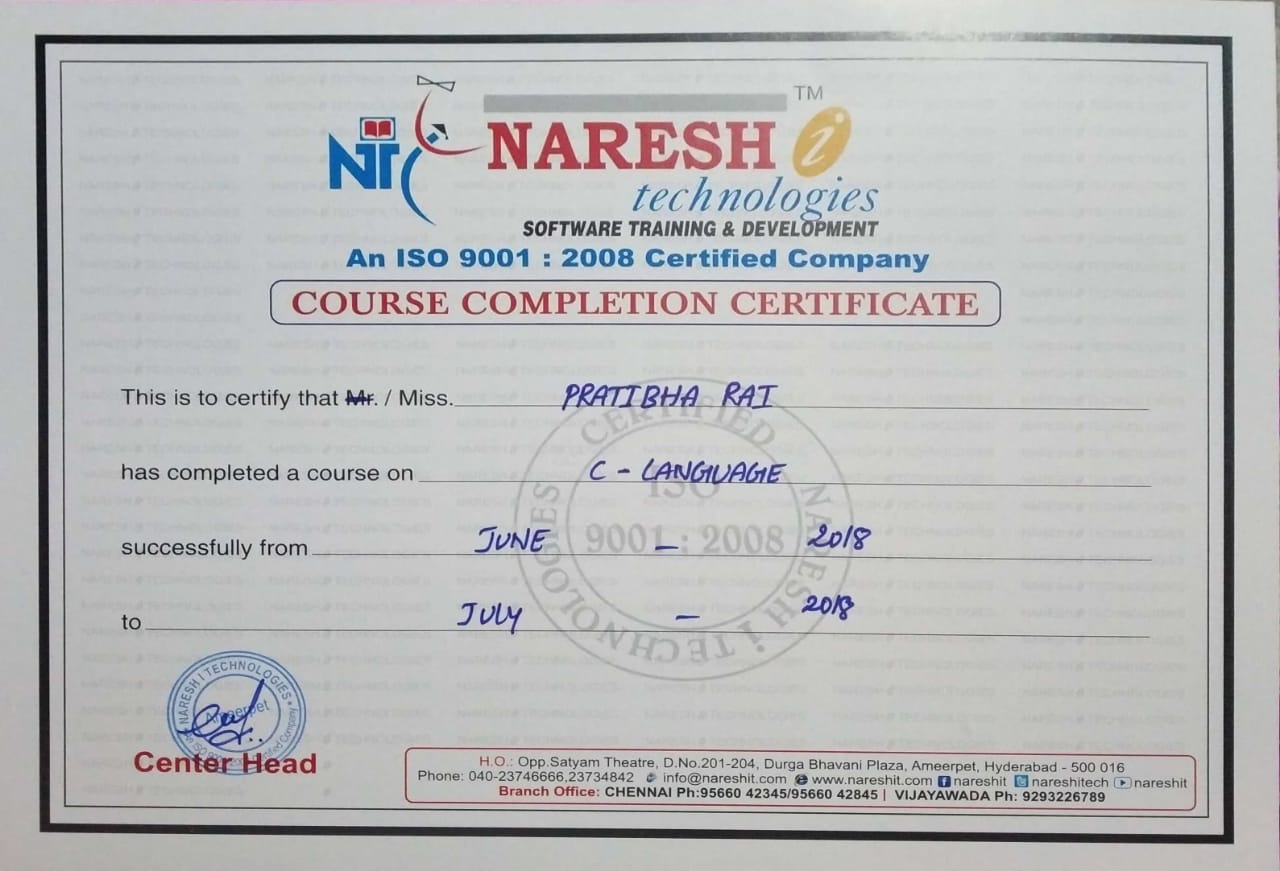 TM
NTC NARESH i
technologies
SOFTWARE TRAINING & DEVELOPMENT
An ISO 9001 : 2008 Certified Company
COURSE COMPLETION CERTIFICATE
This is to certify that Mr. / Miss. PRATIBHA RAI
has completed a course on C - LANGUAGE
successfully from JUNE - 2018
to JULY - 2018
CERTIFIED NARESH i TECHNOLOGIES
ISO
9001 : 2008
NARESH I TECHNOLOGIES
Ameerpet
An ISO 9001:2008 Certified Company
Center Head
H.O.: Opp.Satyam Theatre, D.No.201-204, Durga Bhavani Plaza, Ameerpet, Hyderabad - 500 016
Phone: 040-23746666,23734842 info@nareshit.com www.nareshit.com nareshit nareshitech nareshit
Branch Office: CHENNAI Ph:95660 42345/95660 42845 | VIJAYAWADA Ph: 9293226789